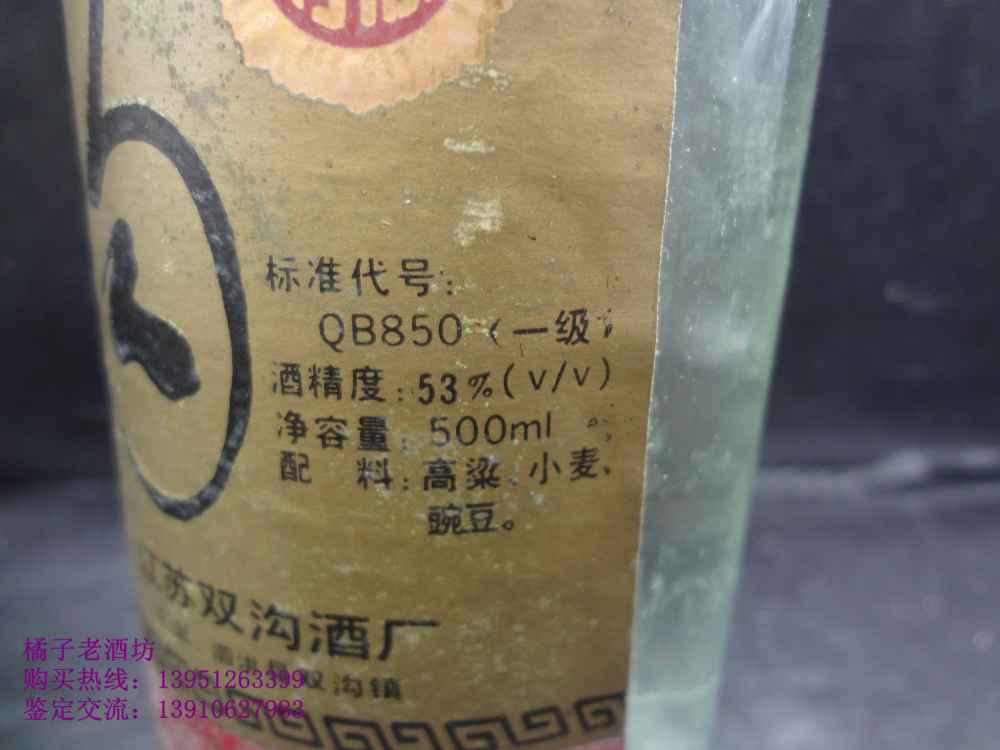 标准代号:
QB850(一级)
酒精度:53%(v/v)
净容量:500ml
配 料:高粱、小麦、
豌豆。
江苏双沟酒厂
双沟镇
橘子老酒坊
购买热线:13951263399
鉴定交流:13910627983